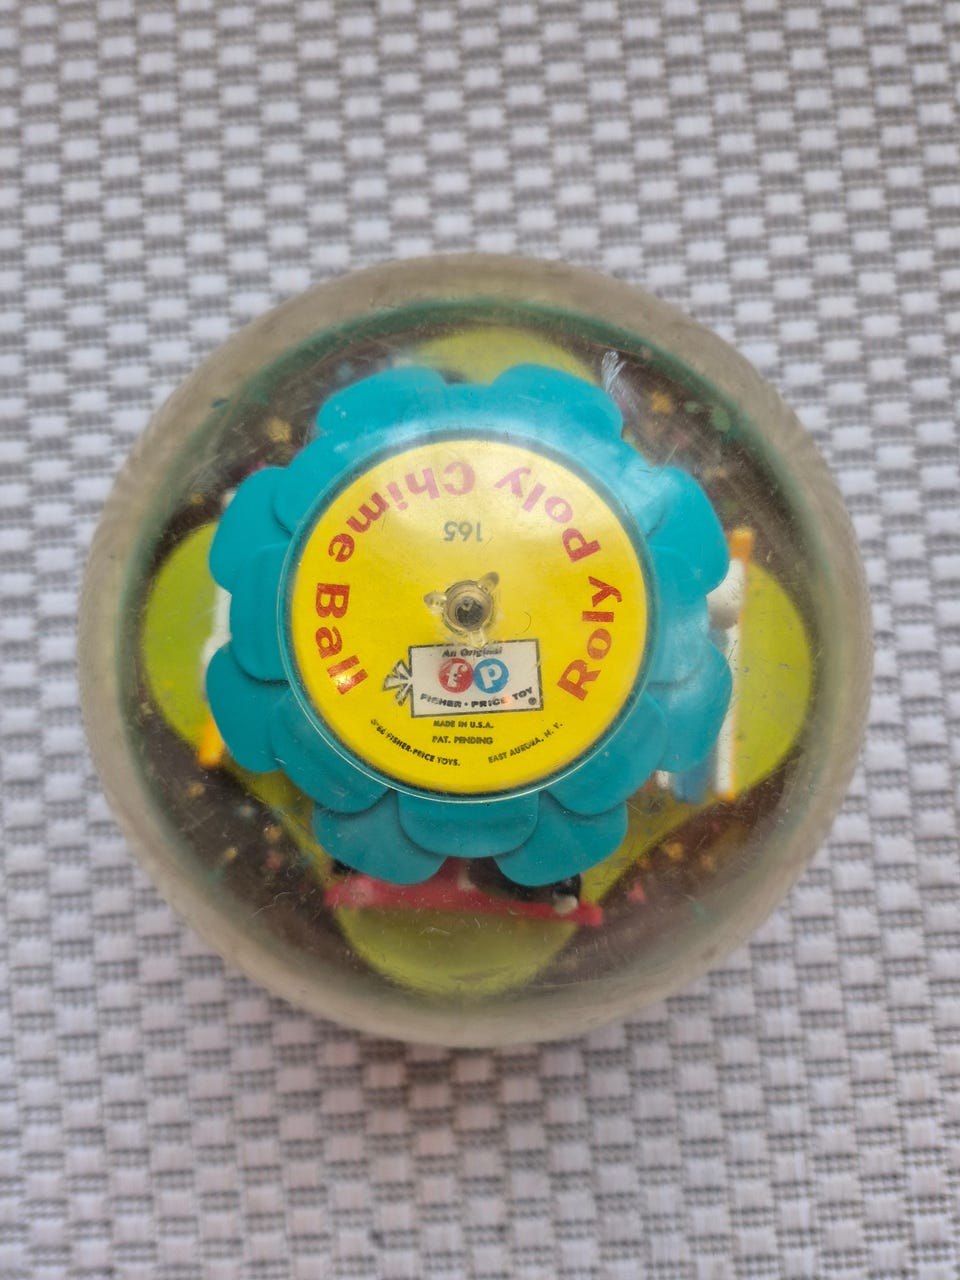 Roly Poly Chime Ball
165
An Original
fp
FISHER-PRICE TOY ®
MADE IN U.S.A.
PAT. PENDING
FISHER-PRICE TOYS. EAST AURORA, N.Y.